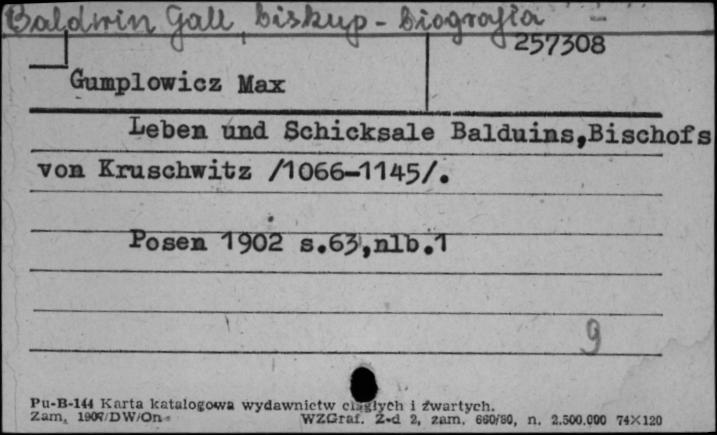 Baldwin Gall, biskup - biografia
257308
Gumplowicz Max
Leben und Schicksale Balduins,Bischofs
von Kruschwitz /1066-1145/.
Posen 1902 s.63,nlb.1
9
Pu-B-144 Karta katalogowa wydawnictw ciągłych i zwartych.
Zam. 1907/DW/On WZGraf. Z-d 2, zam. 660/80, n. 2.500.000 74X120